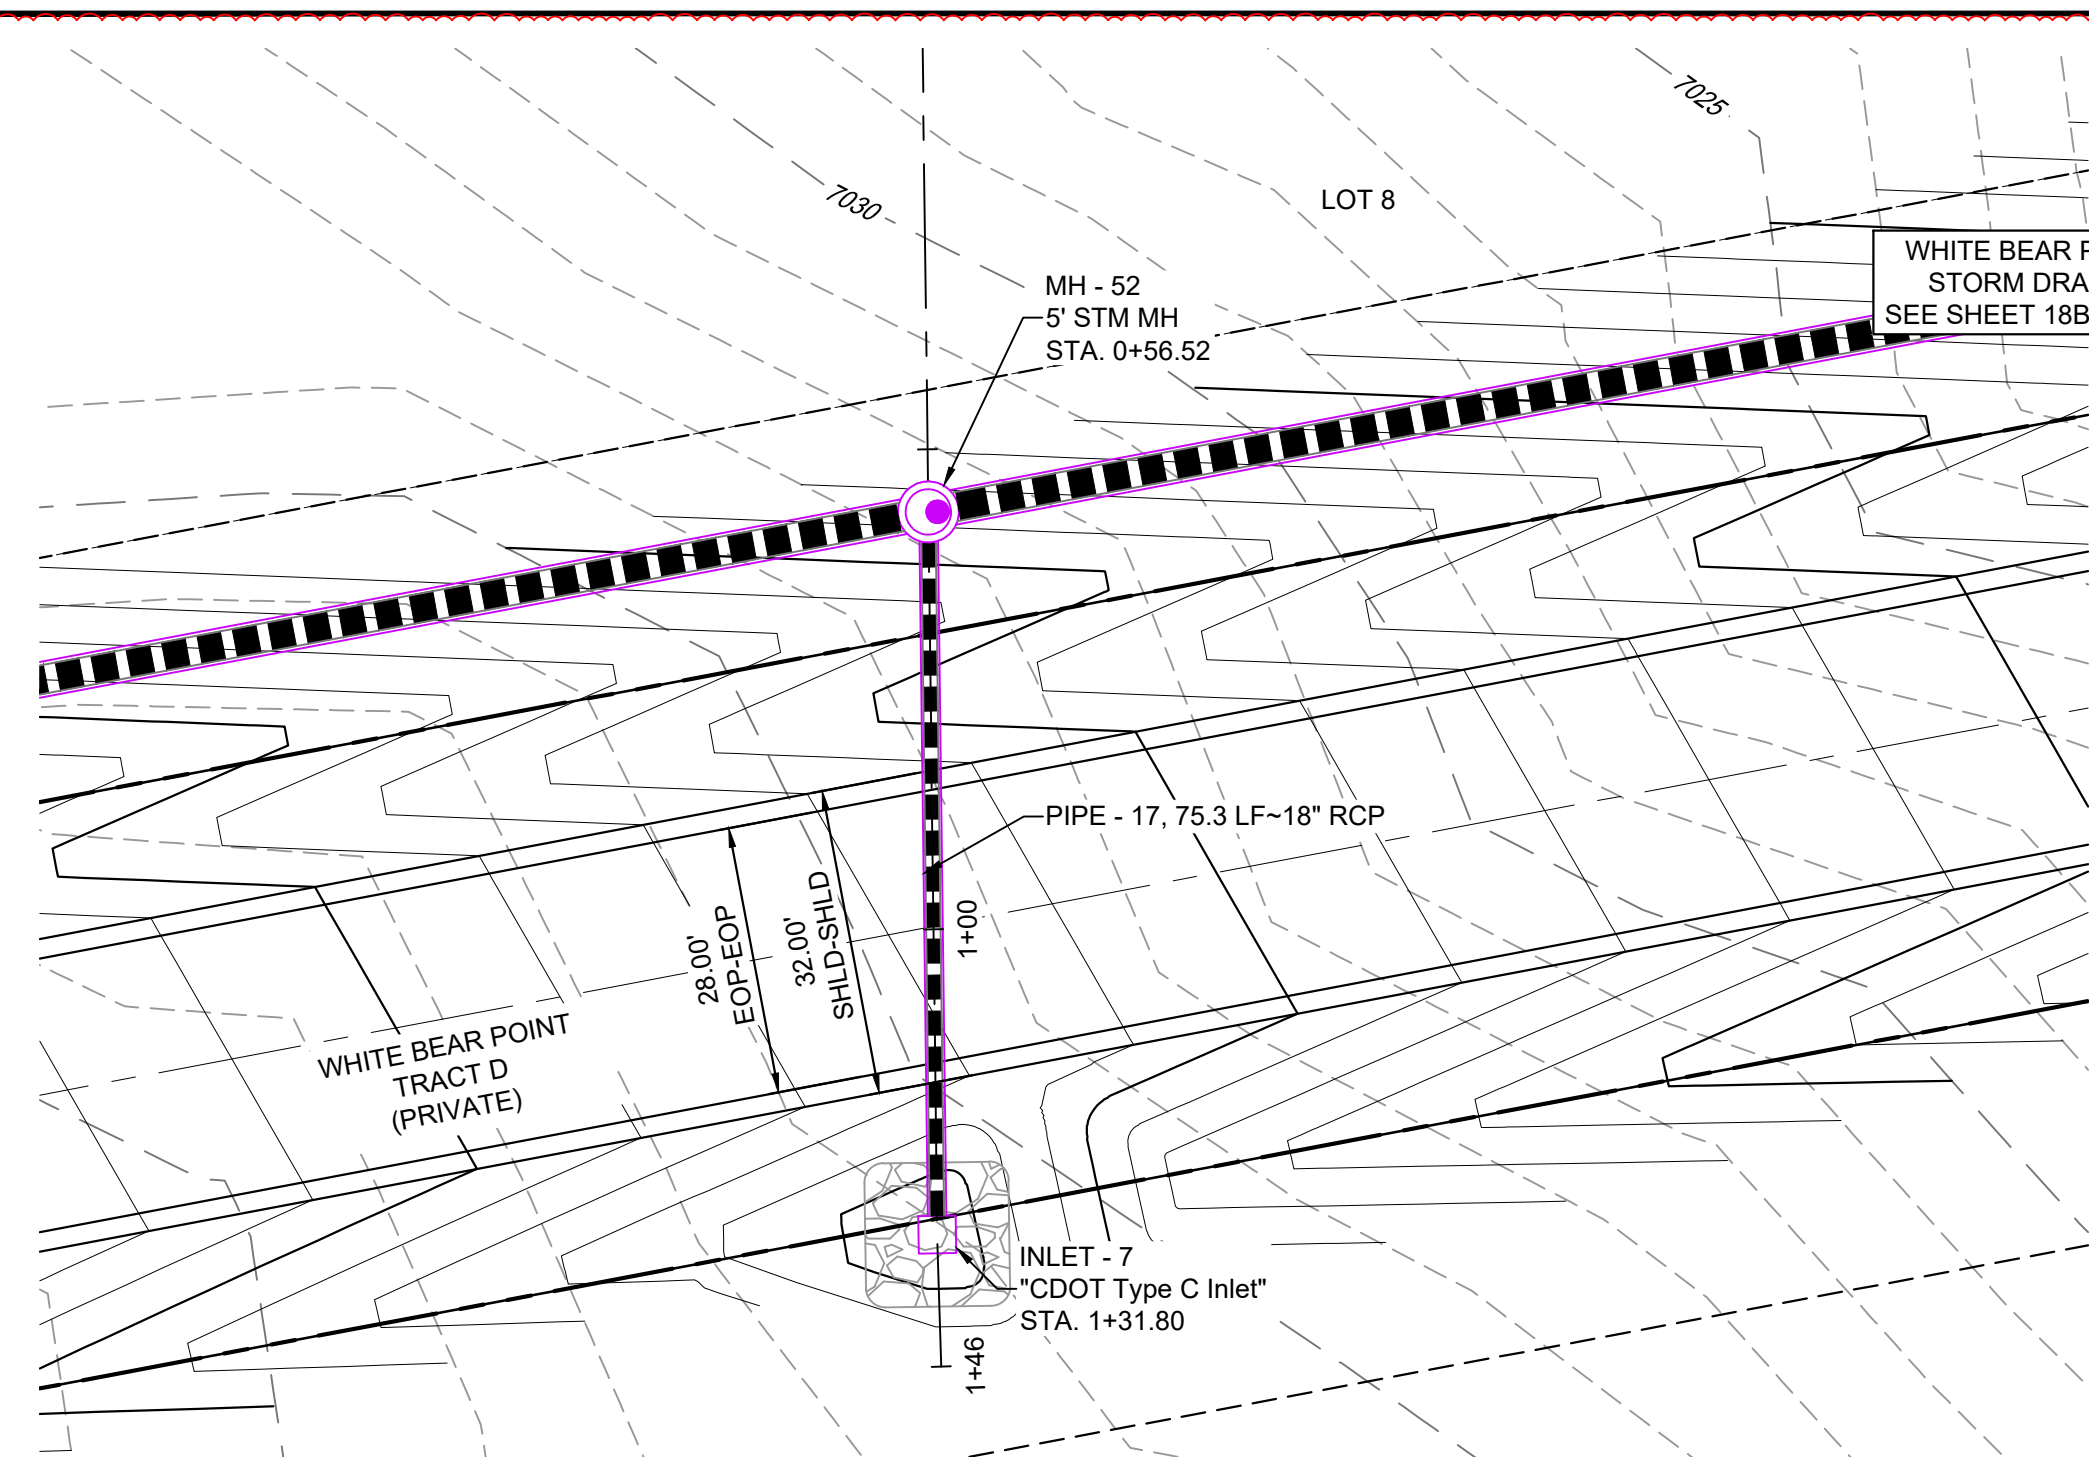 7025
7030
LOT 8
WHITE BEAR
STORM
SEE SHEET 18B
MH - 52
5' STM MH
STA. 0+56.52
PIPE - 17, 75.3 LF~18" RCP
28.00'
EOP-EOP
32.00'
SHLD-SHLD
1+00
WHITE BEAR POINT
TRACT D
(PRIVATE)
INLET - 7
"CDOT Type C Inlet"
STA. 1+31.80
1+46